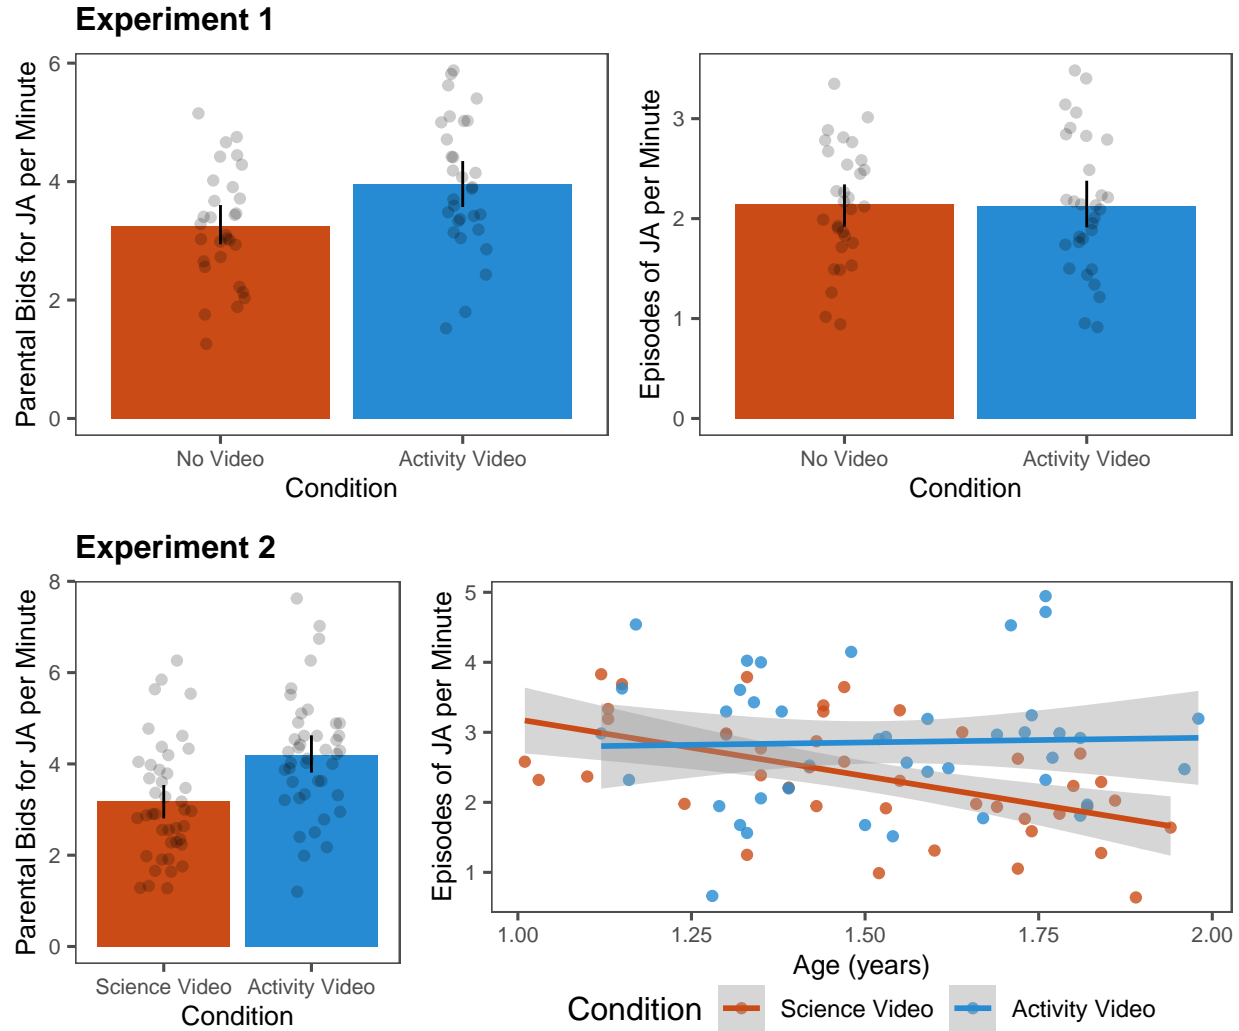 Experiment 1
Parental Bids for JA per Minute
6
4
2
0
No Video
Activity Video
Condition
Episodes of JA per Minute
3
2
1
0
No Video
Activity Video
Condition
Experiment 2
Parental Bids for JA per Minute
8
6
4
2
0
Science Video
Activity Video
Condition
Episodes of JA per Minute
5
4
3
2
1
1.00
1.25
1.50
1.75
2.00
Age (years)
Condition
Science Video
Activity Video